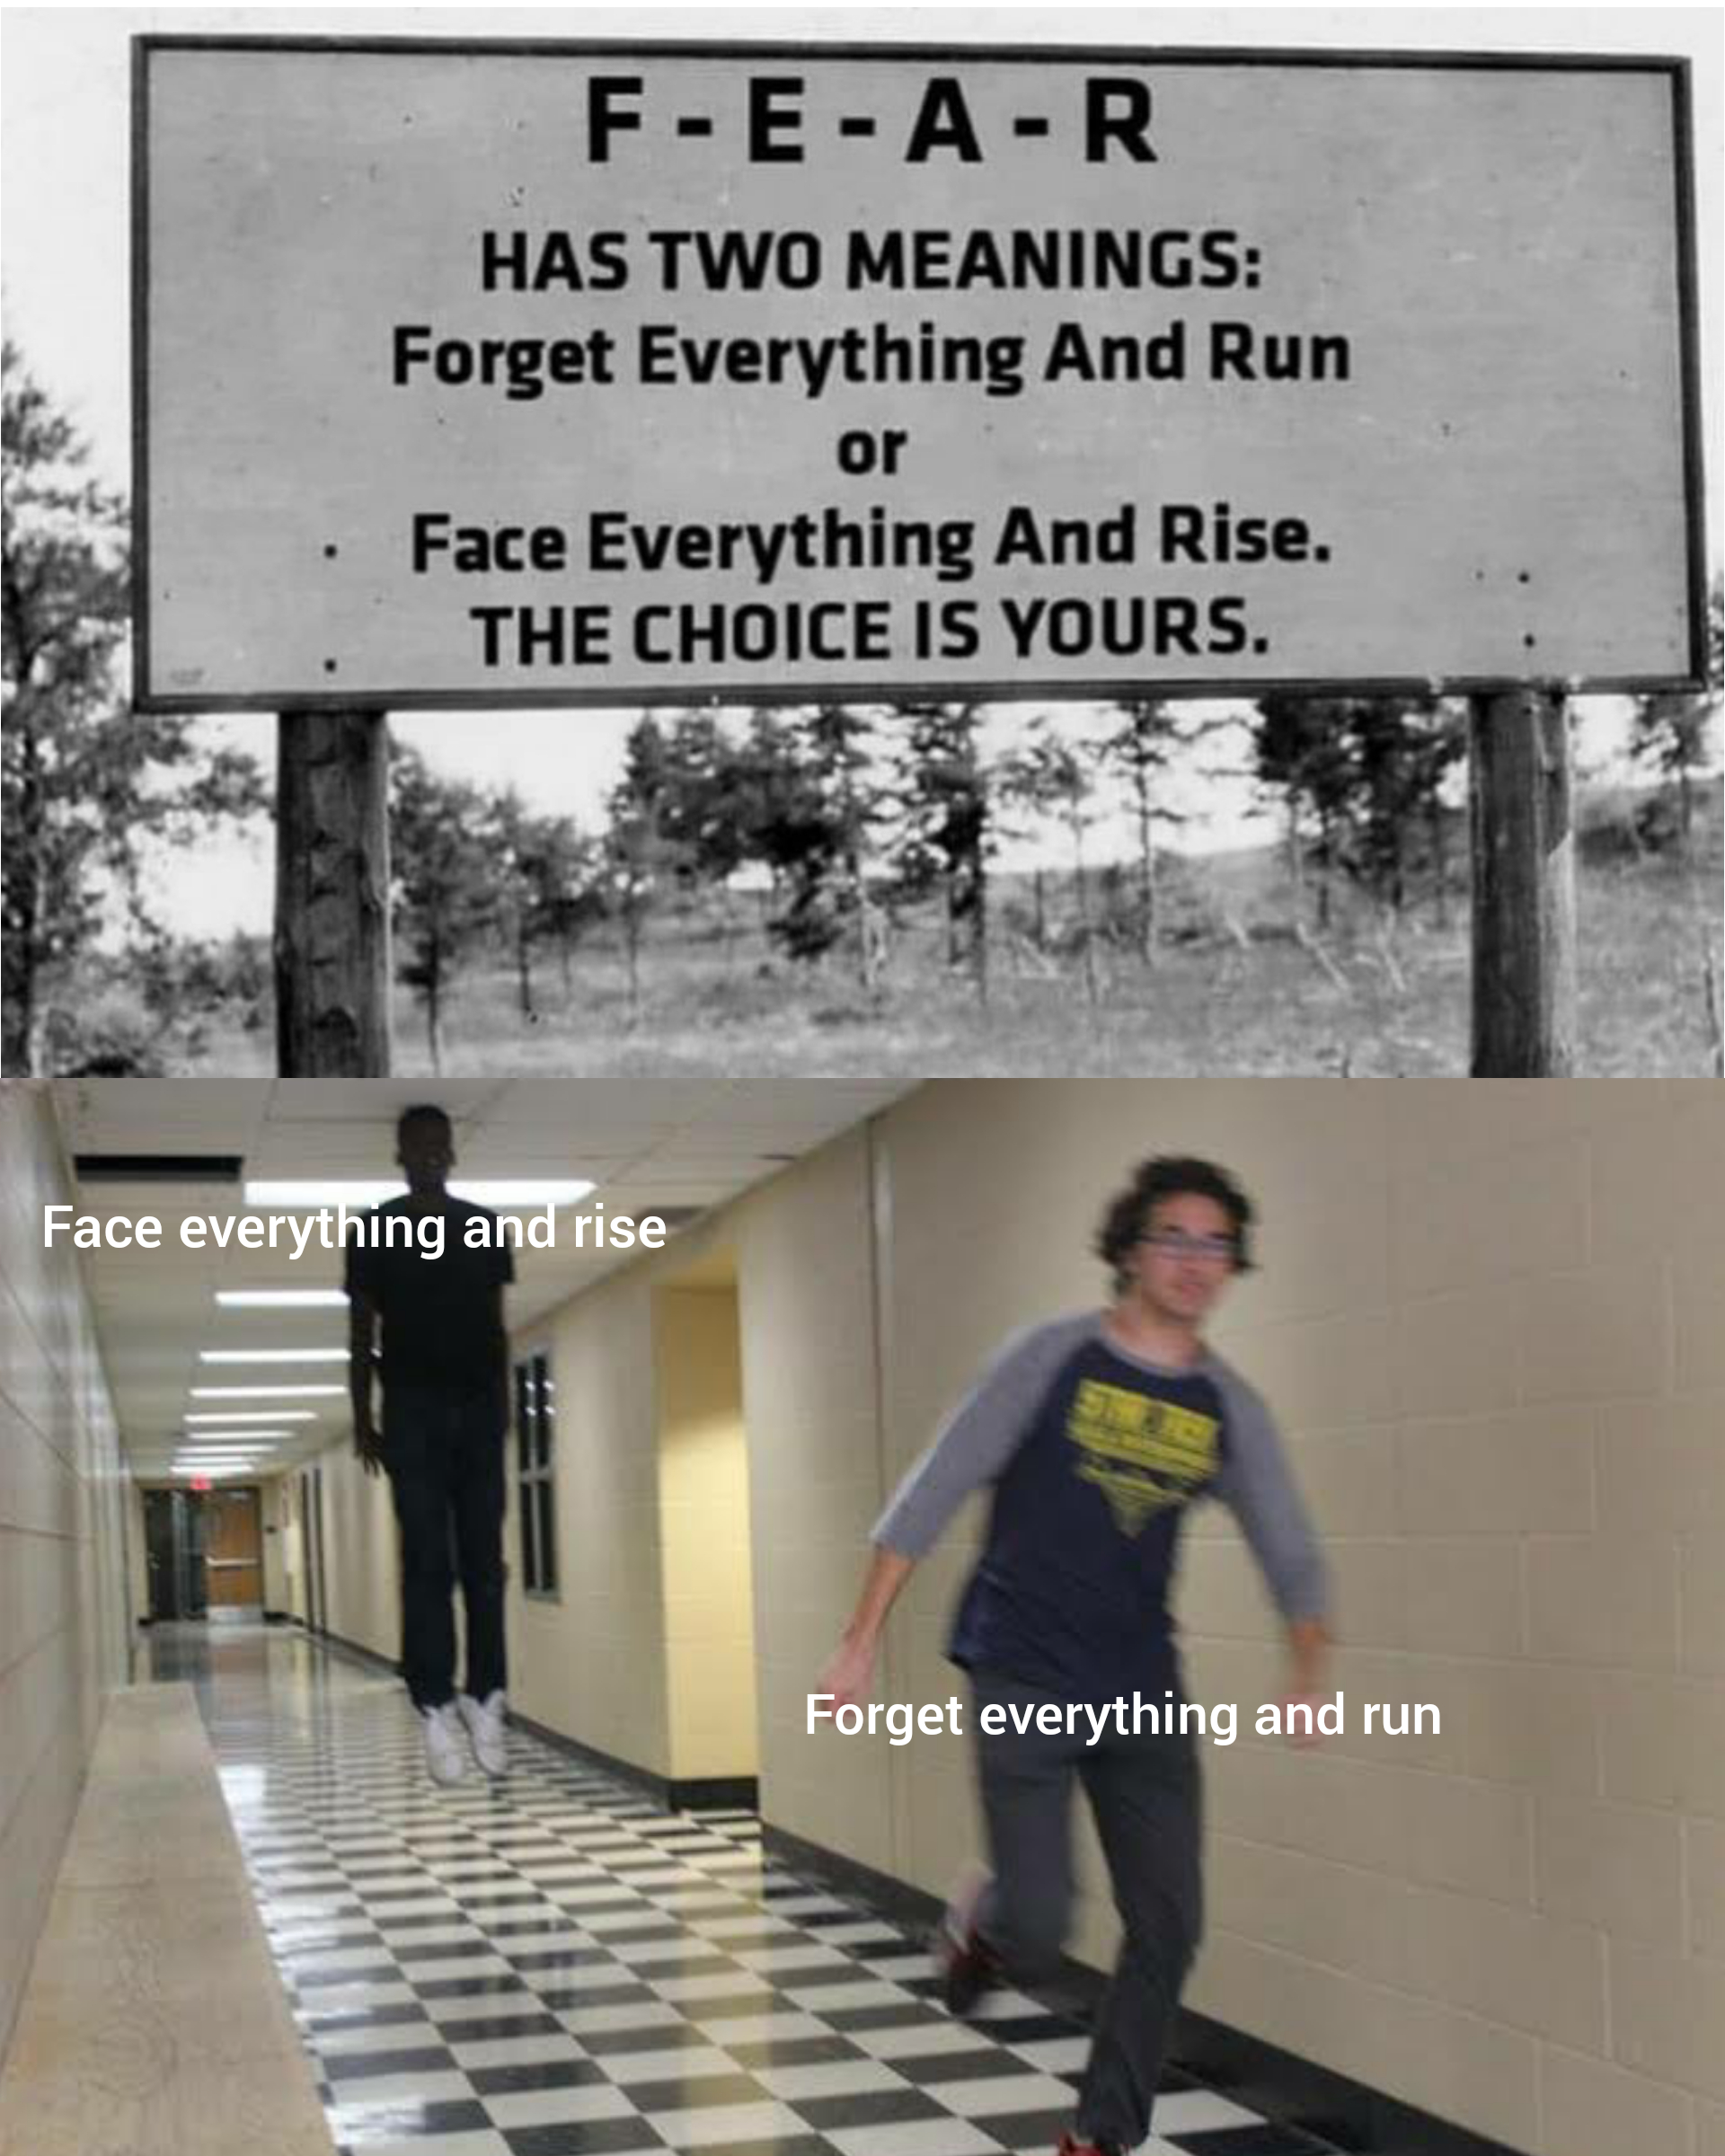 F - E - A - R
HAS TWO MEANINGS:
Forget Everything And Run
or
Face Everything And Rise.
THE CHOICE IS YOURS.
Face everything and rise
Forget everything and run